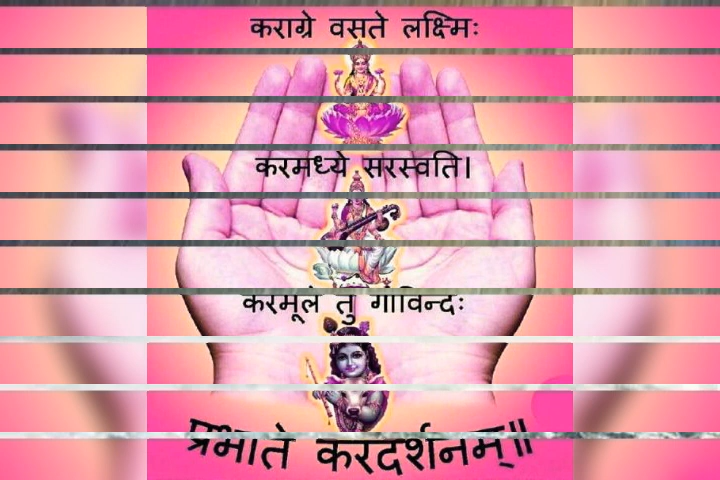 कराग्रे वसते लक्ष्मिः
करमध्ये सरस्वति।
करमूले तु गोविन्दः
प्रभाते करदर्शनम्॥